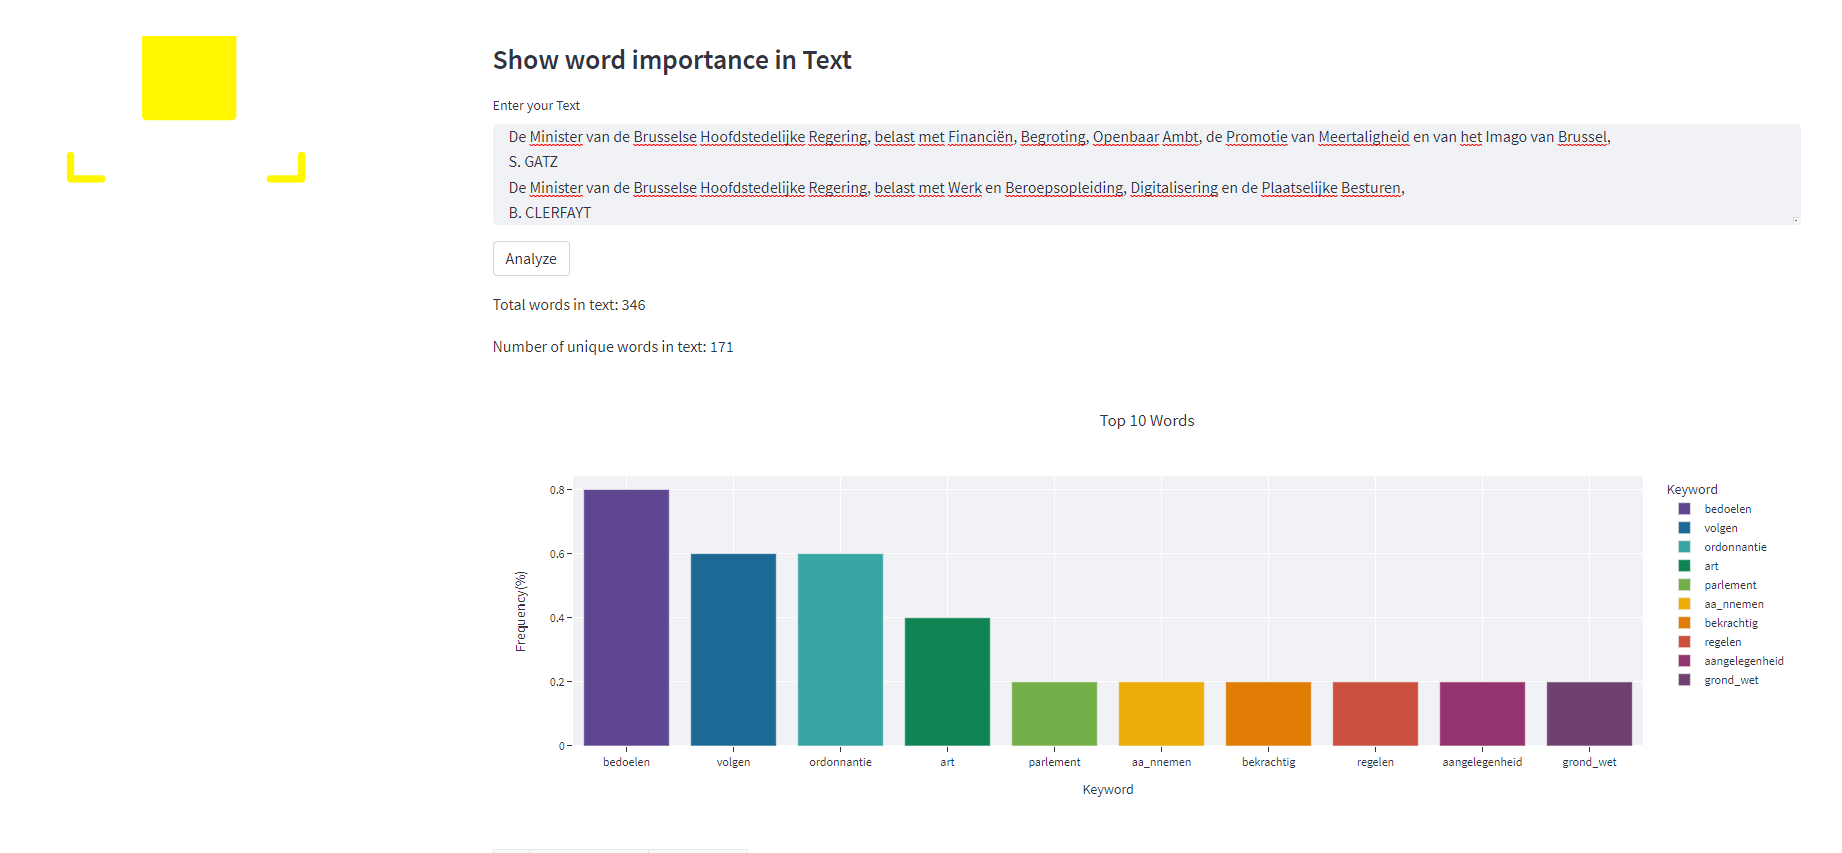 Show word importance in Text
Enter your Text
De Minister van de Brusselse Hoofdstedelijke Regering, belast met Financiën, Begroting, Openbaar Ambt, de Promotie van Meertaligheid en van het Imago van Brussel,
S. GATZ
De Minister van de Brusselse Hoofdstedelijke Regering, belast met Werk en Beroepsopleiding, Digitalisering en de Plaatselijke Besturen,
B. CLERFAYT
Analyze
Total words in text: 346
Number of unique words in text: 171
Top 10 Words
0.8
0.6
0.4
0.2
0
Frequency(%)
bedoelen volgen ordonnantie art parlement aa_nnemen bekrachtig regelen aangelegenheid grond_wet
Keyword
Keyword
bedoelen
volgen
ordonnantie
art
parlement
aa_nnemen
bekrachtig
regelen
aangelegenheid
grond_wet